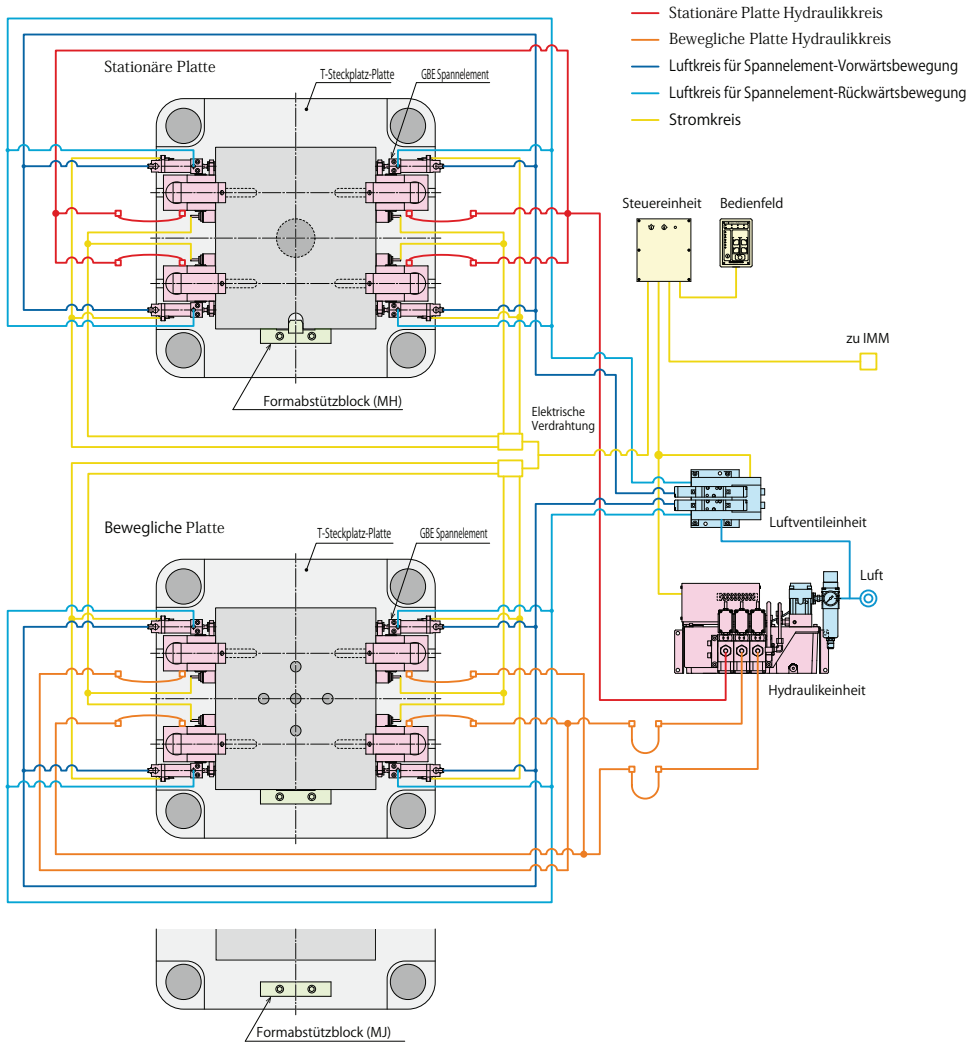 Stationäre Platte Hydraulikkreis
Bewegliche Platte Hydraulikkreis
Luftkreis für Spannelement-Vorwärtsbewegung
Luftkreis für Spannelement-Rückwärtsbewegung
Stromkreis
Stationäre Platte
T-Steckplatz-Platte
GBE Spannelement
Steuereinheit
Bedienfeld
zu IMM
Formabstützblock (MH)
Elektrische
Verdrahtung
Luftventileinheit
Bewegliche Platte
T-Steckplatz-Platte
GBE Spannelement
Luft
Hydraulikeinheit
Formabstützblock (MJ)